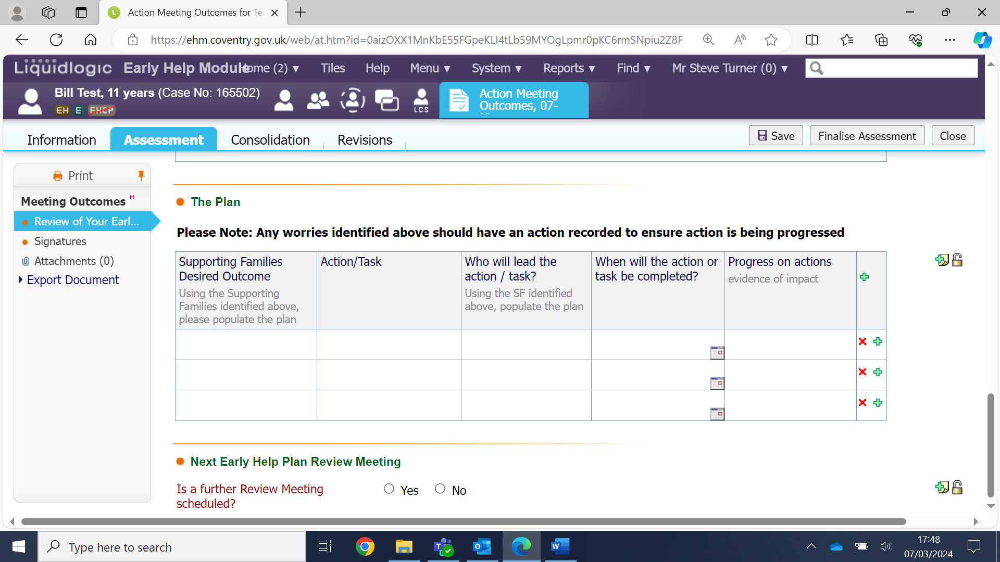 Action Meeting Outcomes for Te
https://ehm.coventry.gov.uk/web/at.htm?id=0aizOXX1MnKbE55FGpeKLI4tLb59MYOgLpmr0pKC6rmSNpiu2Z8F
Liquidlogic Early Help Module ome (2) Tiles Help Menu System Reports Find Mr Steve Turner (0)
Bill Test, 11 years (Case No: 165502)
EH E EHCP
LCS
Action Meeting
Outcomes, 07-
Information Assessment Consolidation Revisions Save Finalise Assessment Close
Print
Meeting Outcomes M
Review of Your Earl...
Signatures
Attachments (0)
Export Document
The Plan
Please Note: Any worries identified above should have an action recorded to ensure action is being progressed
Supporting Families
Desired Outcome
Using the Supporting
Families identified above,
please populate the plan
Action/Task
Who will lead the
action / task?
Using the SF identified
above, populate the plan
When will the action or
task be completed?
Progress on actions
evidence of impact
Next Early Help Plan Review Meeting
Is a further Review Meeting
scheduled?
Yes No
Type here to search
17:48
07/03/2024